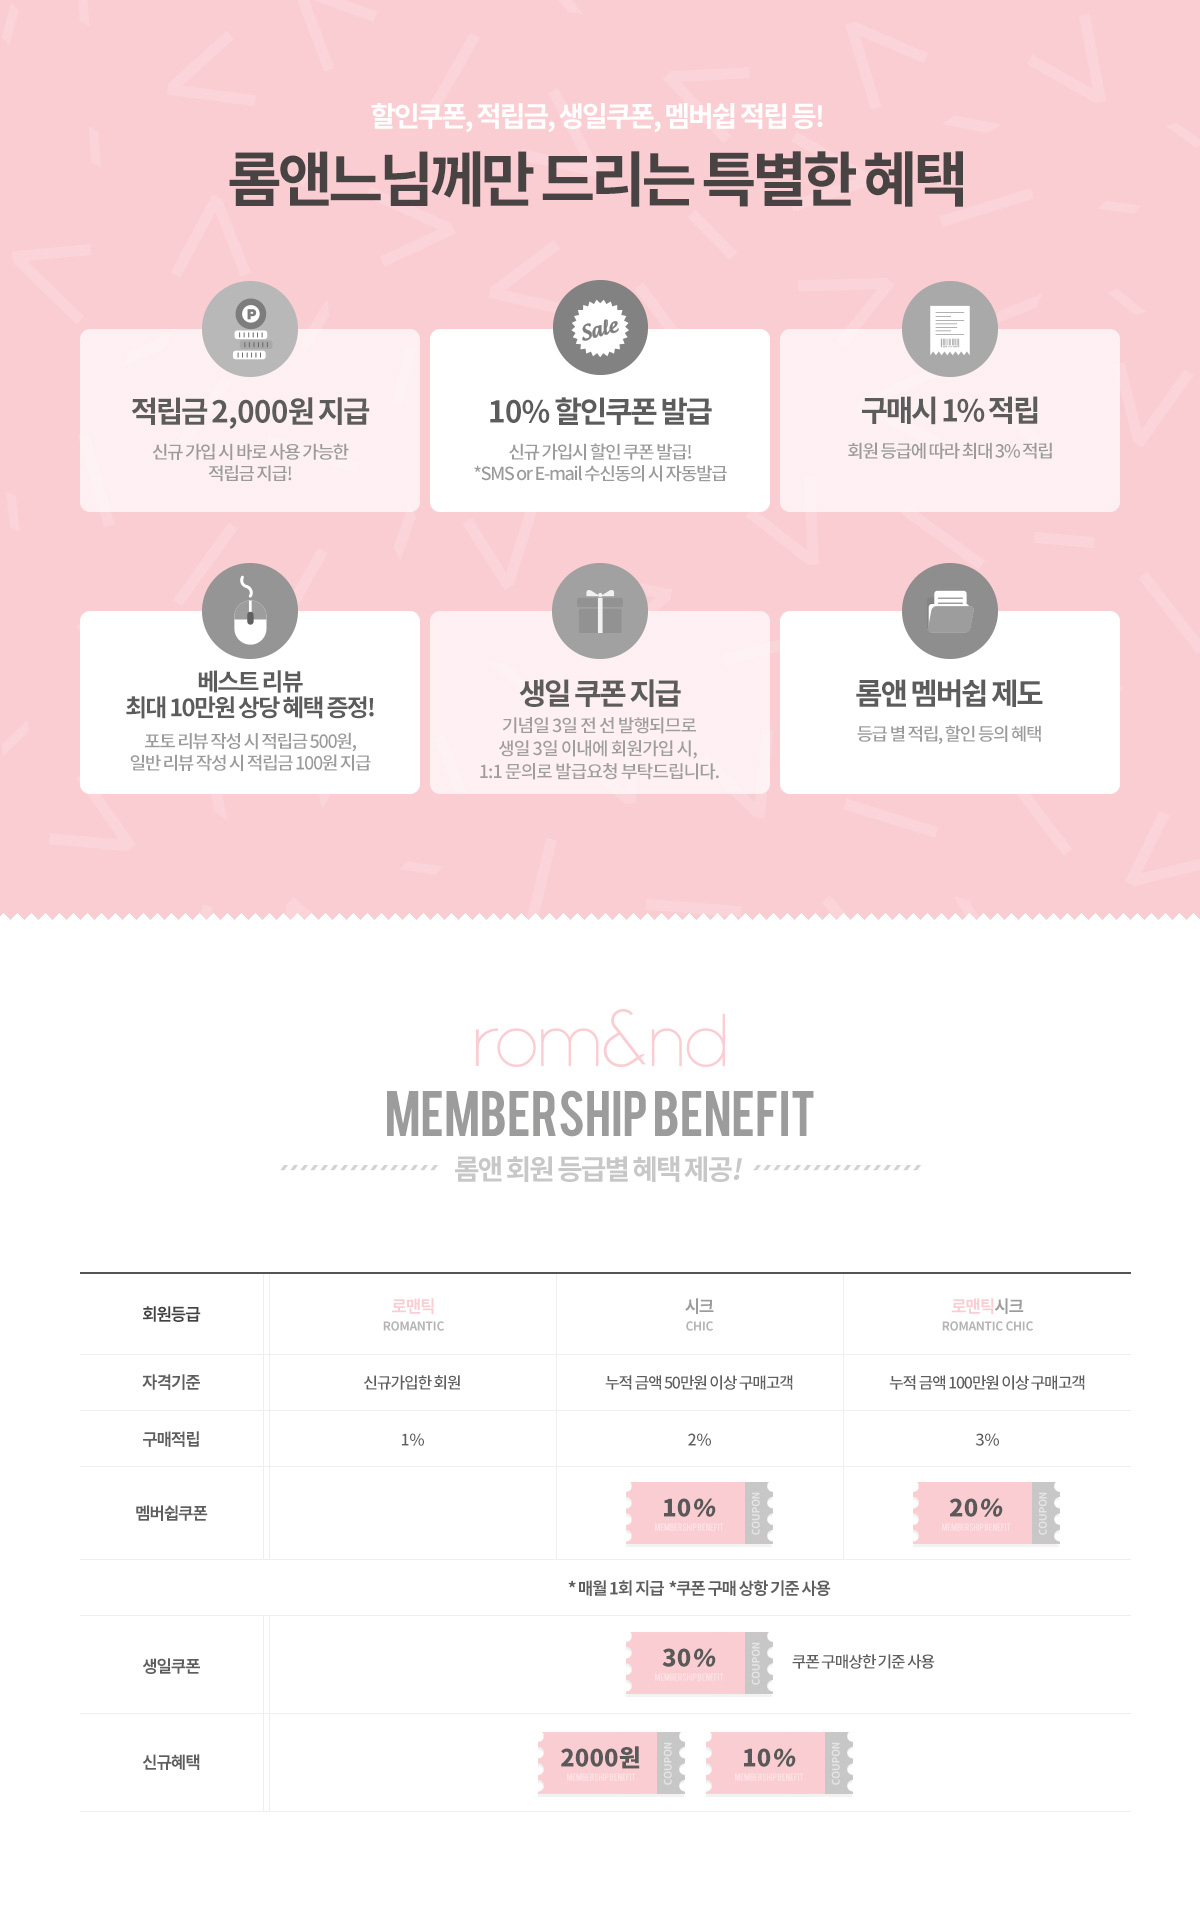 할인쿠폰, 적립금, 생일쿠폰, 멤버쉽 적립 등!
롬앤느님께만 드리는 특별한 혜택
P
적립금 2,000원 지급
신규 가입 시 바로 사용 가능한
적립금 지급!
Sale
10% 할인쿠폰 발급
신규 가입시 할인 쿠폰 발급!
*SMS or E-mail 수신동의 시 자동발급
구매시 1% 적립
회원 등급에 따라 최대 3% 적립
베스트 리뷰
최대 10만원 상당 혜택 증정!
포토 리뷰 작성 시 적립금 500원,
일반 리뷰 작성 시 적립금 100원 지급
생일 쿠폰 지급
기념일 3일 전 선 발행되므로
생일 3일 이내에 회원가입 시,
1:1 문의로 발급요청 부탁드립니다.
롬앤 멤버쉽 제도
등급 별 적립, 할인 등의 혜택
rom&nd
MEMBERSHIP BENEFIT
롬앤 회원 등급별 혜택 제공!
회원등급
로맨틱
ROMANTIC
시크
CHIC
로맨틱시크
ROMANTIC CHIC
자격기준
신규가입한 회원
누적 금액 50만원 이상 구매고객
누적 금액 100만원 이상 구매고객
구매적립
1%
2%
3%
멤버쉽쿠폰
10%
MEMBERSHIP BENEFIT
COUPON
20%
MEMBERSHIP BENEFIT
COUPON
* 매월 1회 지급 *쿠폰 구매 상항 기준 사용
생일쿠폰
30%
MEMBERSHIP BENEFIT
COUPON
쿠폰 구매상한 기준 사용
신규혜택
2000원
MEMBERSHIP BENEFIT
COUPON
10%
MEMBERSHIP BENEFIT
COUPON